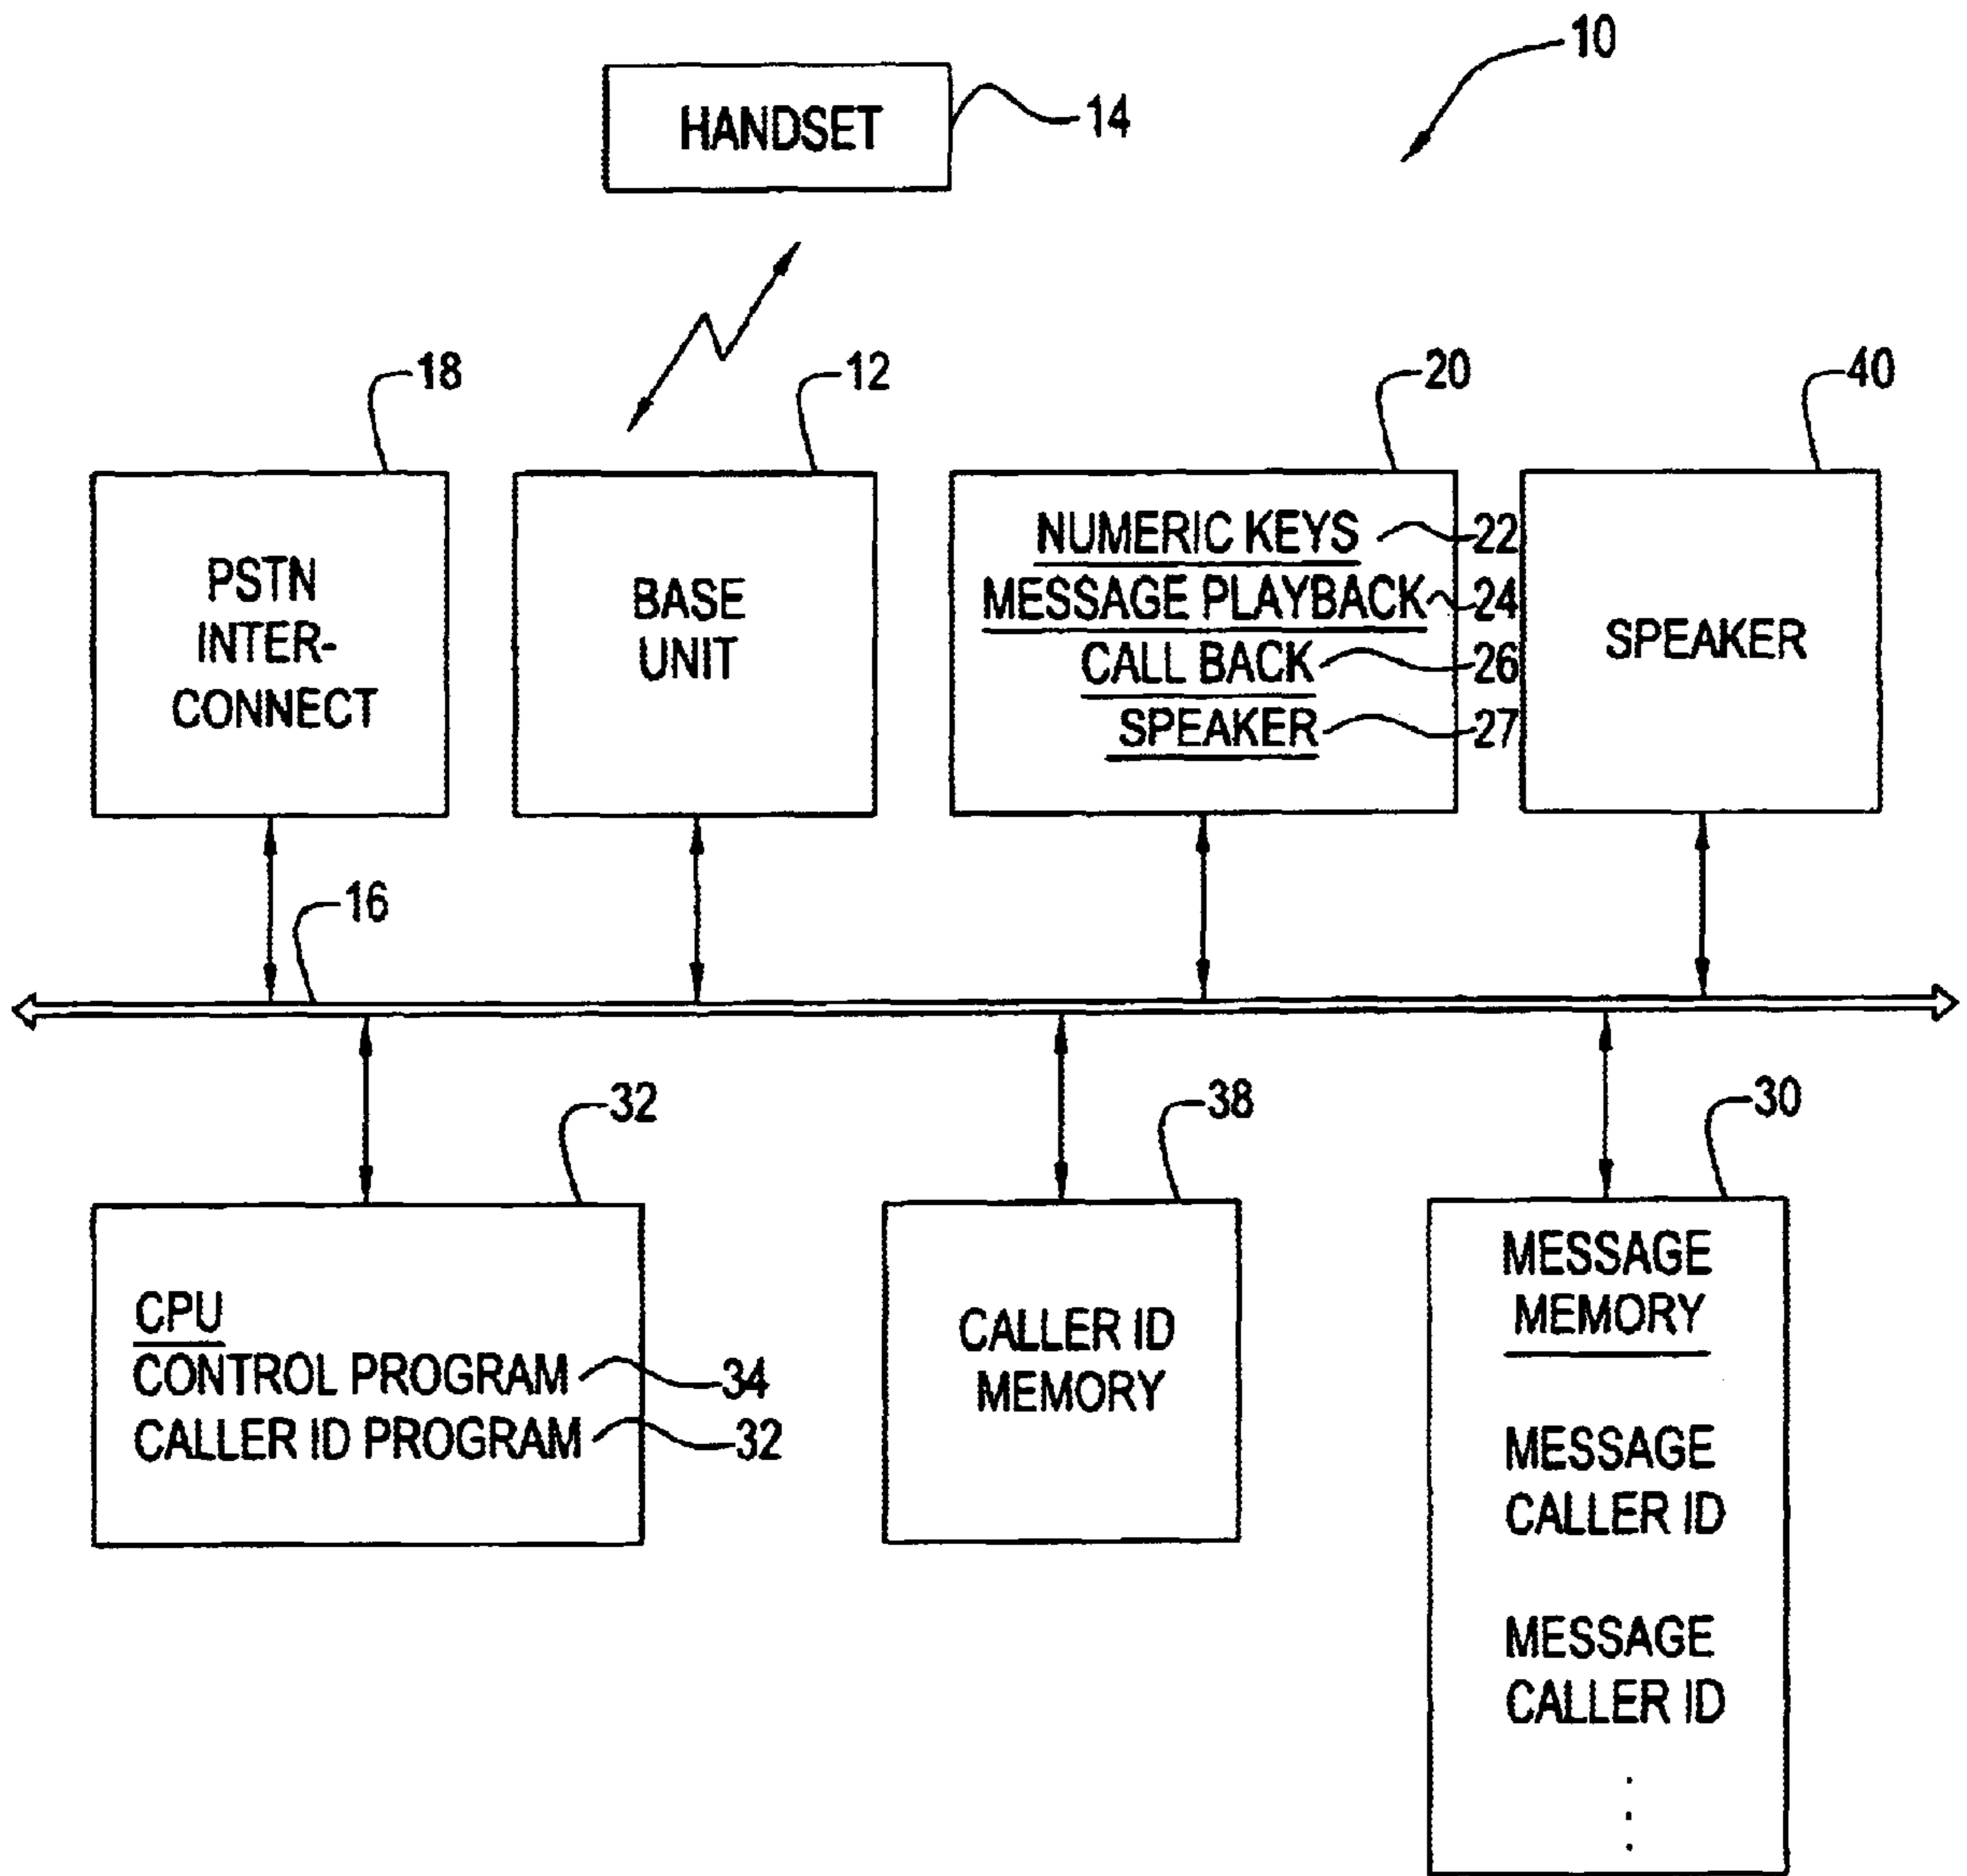 10
HANDSET
14
18
12
20
40
PSTN
INTER-
CONNECT
BASE
UNIT
NUMERIC KEYS 22
MESSAGE PLAYBACK 24
CALL BACK 26
SPEAKER 27
SPEAKER
16
32
38
30
CPU
CONTROL PROGRAM 34
CALLER ID PROGRAM 32
CALLER ID
MEMORY
MESSAGE
MEMORY
MESSAGE
CALLER ID
MESSAGE
CALLER ID
.
.
.